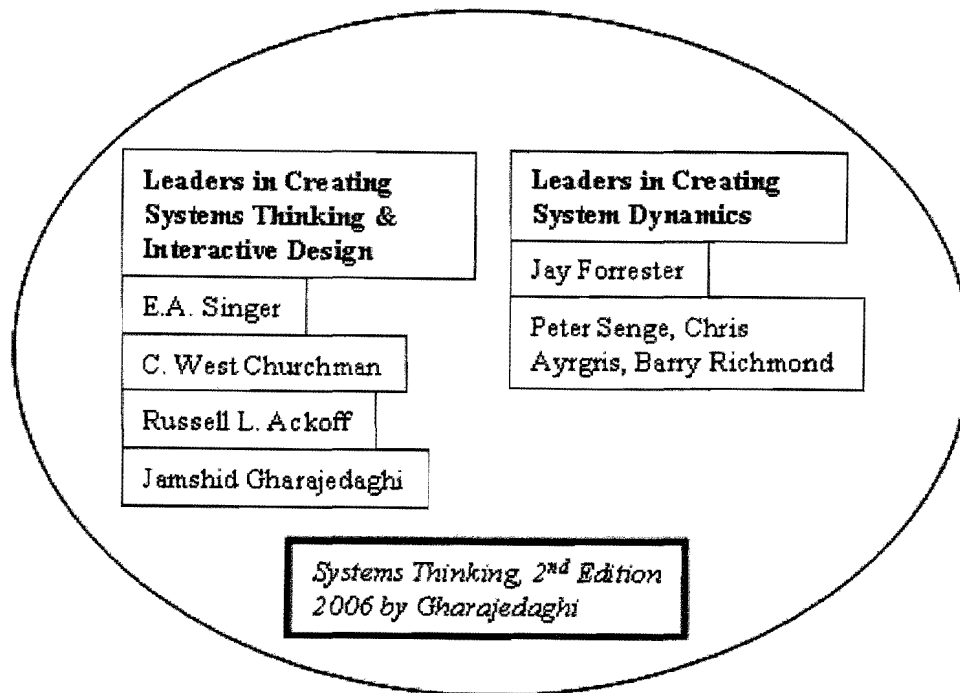 Leaders in Creating
Systems Thinking &
Interactive Design
E.A. Singer
C. West Churchman
Russell L. Ackoff
Jamshid Gharajedaghi
Leaders in Creating
System Dynamics
Jay Forrester
Peter Senge, Chris
Ayrgris, Barry Richmond
Systems Thinking, 2nd Edition
2006 by Gharajedaghi